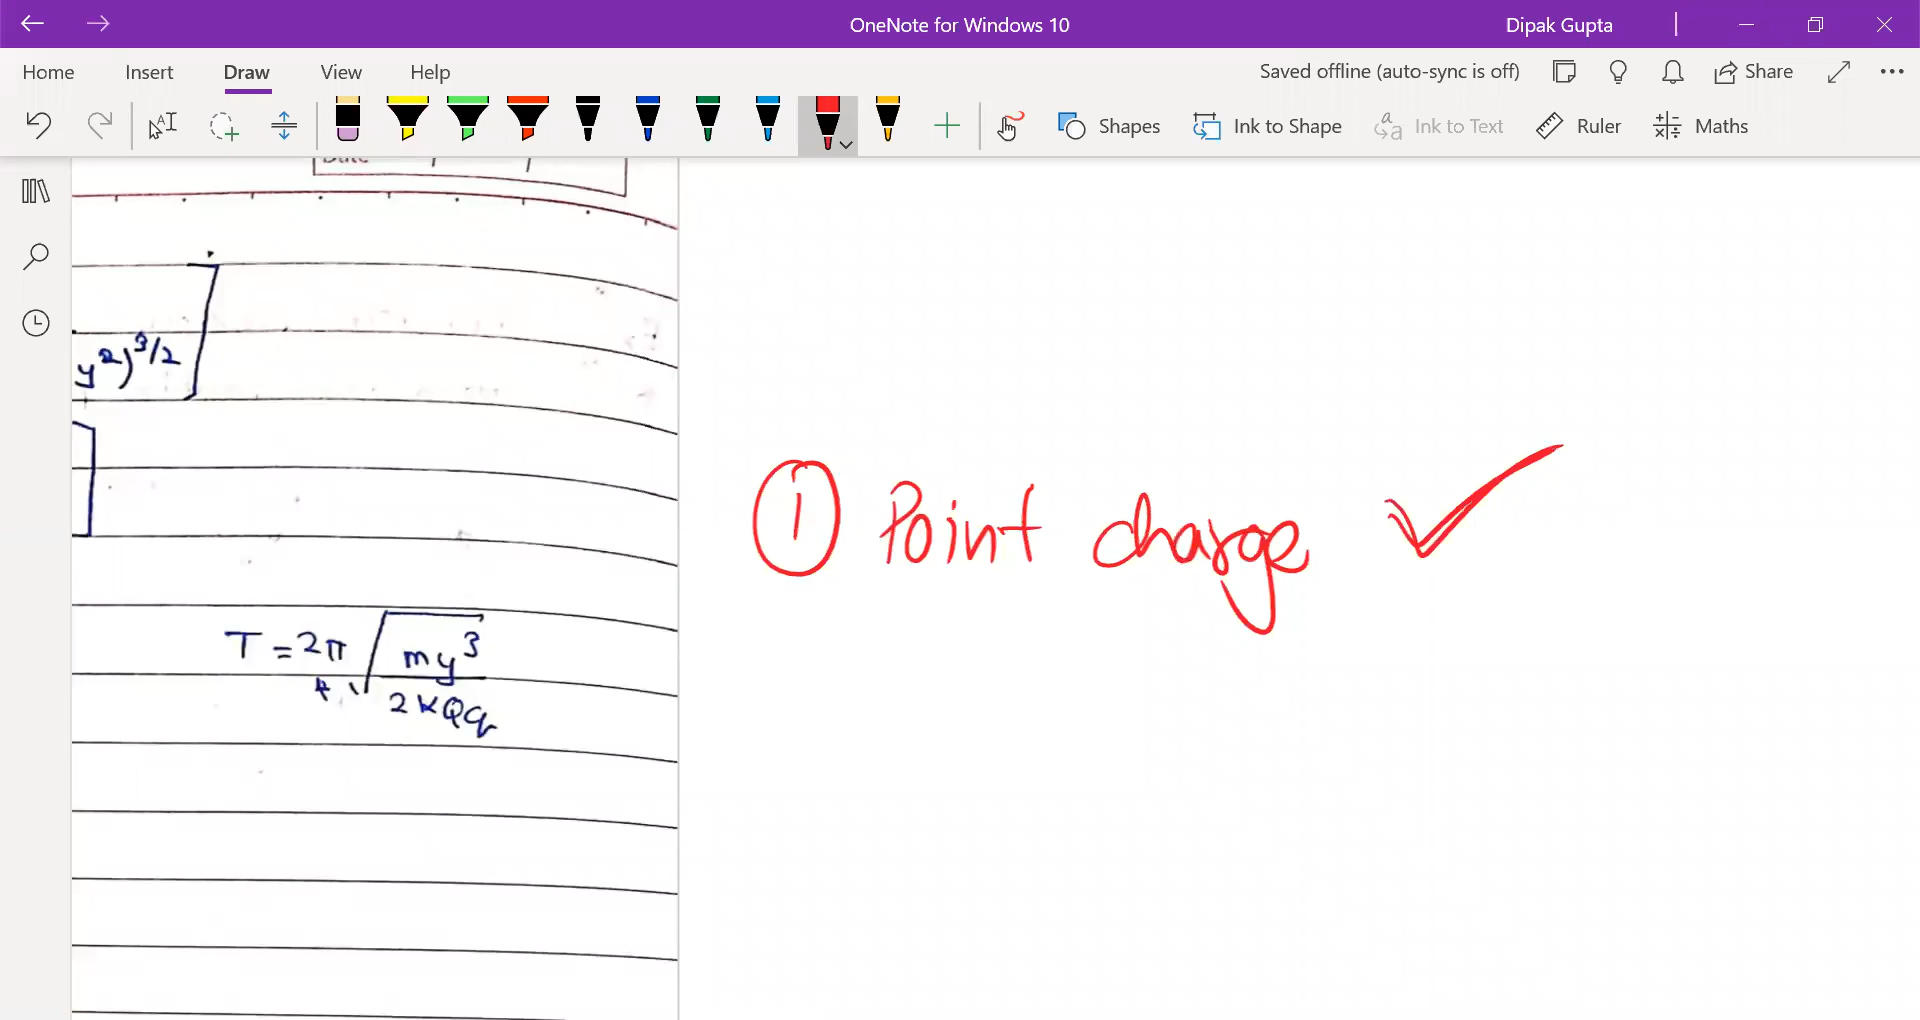 OneNote for Windows 10
Dipak Gupta
Home Insert Draw View Help
Saved offline (auto-sync is off) Share
Shapes Ink to Shape Ink to Text Ruler Maths
Date
y²)^3/2
T = 2π √ my³
2KQq
① Point charge ✓